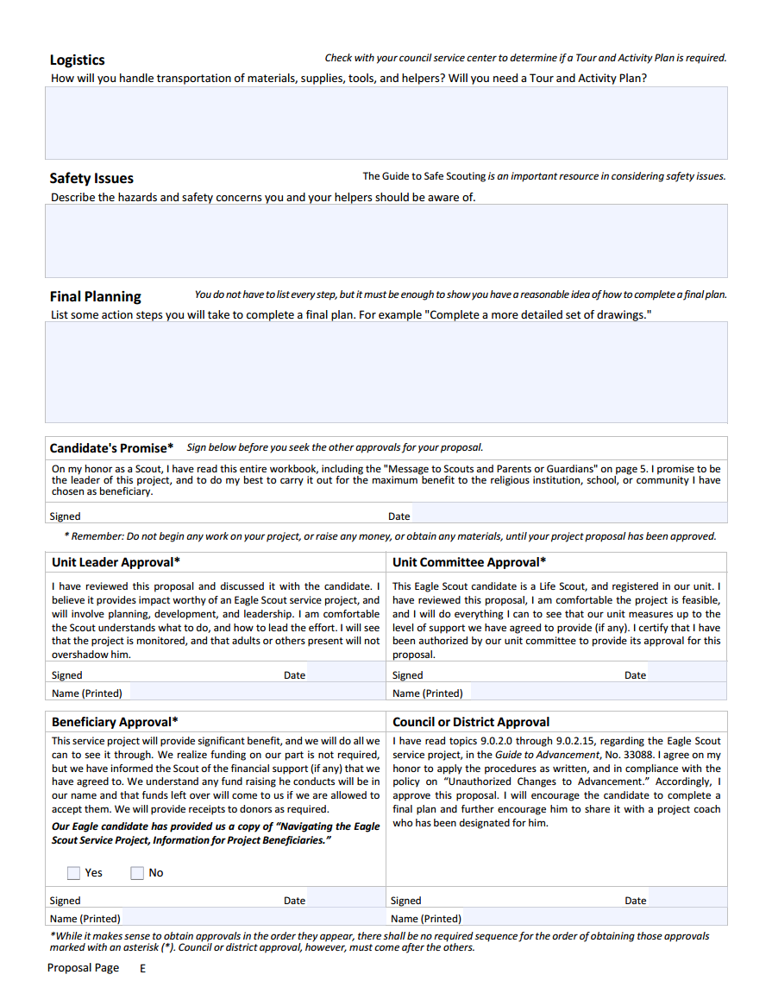 Logistics
Check with your council service center to determine if a Tour and Activity Plan is required.
How will you handle transportation of materials, supplies, tools, and helpers? Will you need a Tour and Activity Plan?
Safety Issues
The Guide to Safe Scouting is an important resource in considering safety issues.
Describe the hazards and safety concerns you and your helpers should be aware of.
Final Planning
You do not have to list every step, but it must be enough to show you have a reasonable idea of how to complete a final plan.
List some action steps you will take to complete a final plan. For example "Complete a more detailed set of drawings."
Candidate's Promise*
Sign below before you seek the other approvals for your proposal.
On my honor as a Scout, I have read this entire workbook, including the "Message to Scouts and Parents or Guardians" on page 5. I promise to be
the leader of this project, and to do my best to carry it out for the maximum benefit to the religious institution, school, or community I have
chosen as beneficiary.
Signed Date
* Remember: Do not begin any work on your project, or raise any money, or obtain any materials, until your project proposal has been approved.
Unit Leader Approval*
I have reviewed this proposal and discussed it with the candidate. I
believe it provides impact worthy of an Eagle Scout service project, and
will involve planning, development, and leadership. I am comfortable
the Scout understands what to do, and how to lead the effort. I will see
that the project is monitored, and that adults or others present will not
overshadow him.
Signed Date
Name (Printed)
Unit Committee Approval*
This Eagle Scout candidate is a Life Scout, and registered in our unit. I
have reviewed this proposal, I am comfortable the project is feasible,
and I will do everything I can to see that our unit measures up to the
level of support we have agreed to provide (if any). I certify that I have
been authorized by our unit committee to provide its approval for this
proposal.
Signed Date
Name (Printed)
Beneficiary Approval*
This service project will provide significant benefit, and we will do all we
can to see it through. We realize funding on our part is not required,
but we have informed the Scout of the financial support (if any) that we
have agreed to. We understand any fund raising he conducts will be in
our name and that funds left over will come to us if we are allowed to
accept them. We will provide receipts to donors as required.
Our Eagle candidate has provided us a copy of “Navigating the Eagle
Scout Service Project, Information for Project Beneficiaries.”
Yes No
Signed Date
Name (Printed)
Council or District Approval
I have read topics 9.0.2.0 through 9.0.2.15, regarding the Eagle Scout
service project, in the Guide to Advancement, No. 33088. I agree on my
honor to apply the procedures as written, and in compliance with the
policy on “Unauthorized Changes to Advancement.” Accordingly, I
approve this proposal. I will encourage the candidate to complete a
final plan and further encourage him to share it with a project coach
who has been designated for him.
Signed Date
Name (Printed)
*While it makes sense to obtain approvals in the order they appear, there shall be no required sequence for the order of obtaining those approvals
marked with an asterisk (*). Council or district approval, however, must come after the others.
Proposal Page E